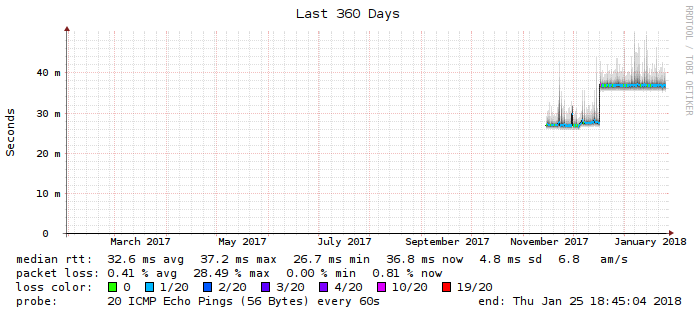 Last 360 Days
RRDTOOL / TOBI OETIKER
Seconds
40 m
30 m
20 m
10 m
0
March 2017 May 2017 July 2017 September 2017 November 2017 January 2018
median rtt: 32.6 ms avg 37.2 ms max 26.7 ms min 36.8 ms now 4.8 ms sd 6.8 am/s
packet loss: 0.41 % avg 28.49 % max 0.00 % min 0.81 % now
loss color: 0 1/20 2/20 3/20 4/20 10/20 19/20
probe: 20 ICMP Echo Pings (56 Bytes) every 60s end: Thu Jan 25 18:45:04 2018